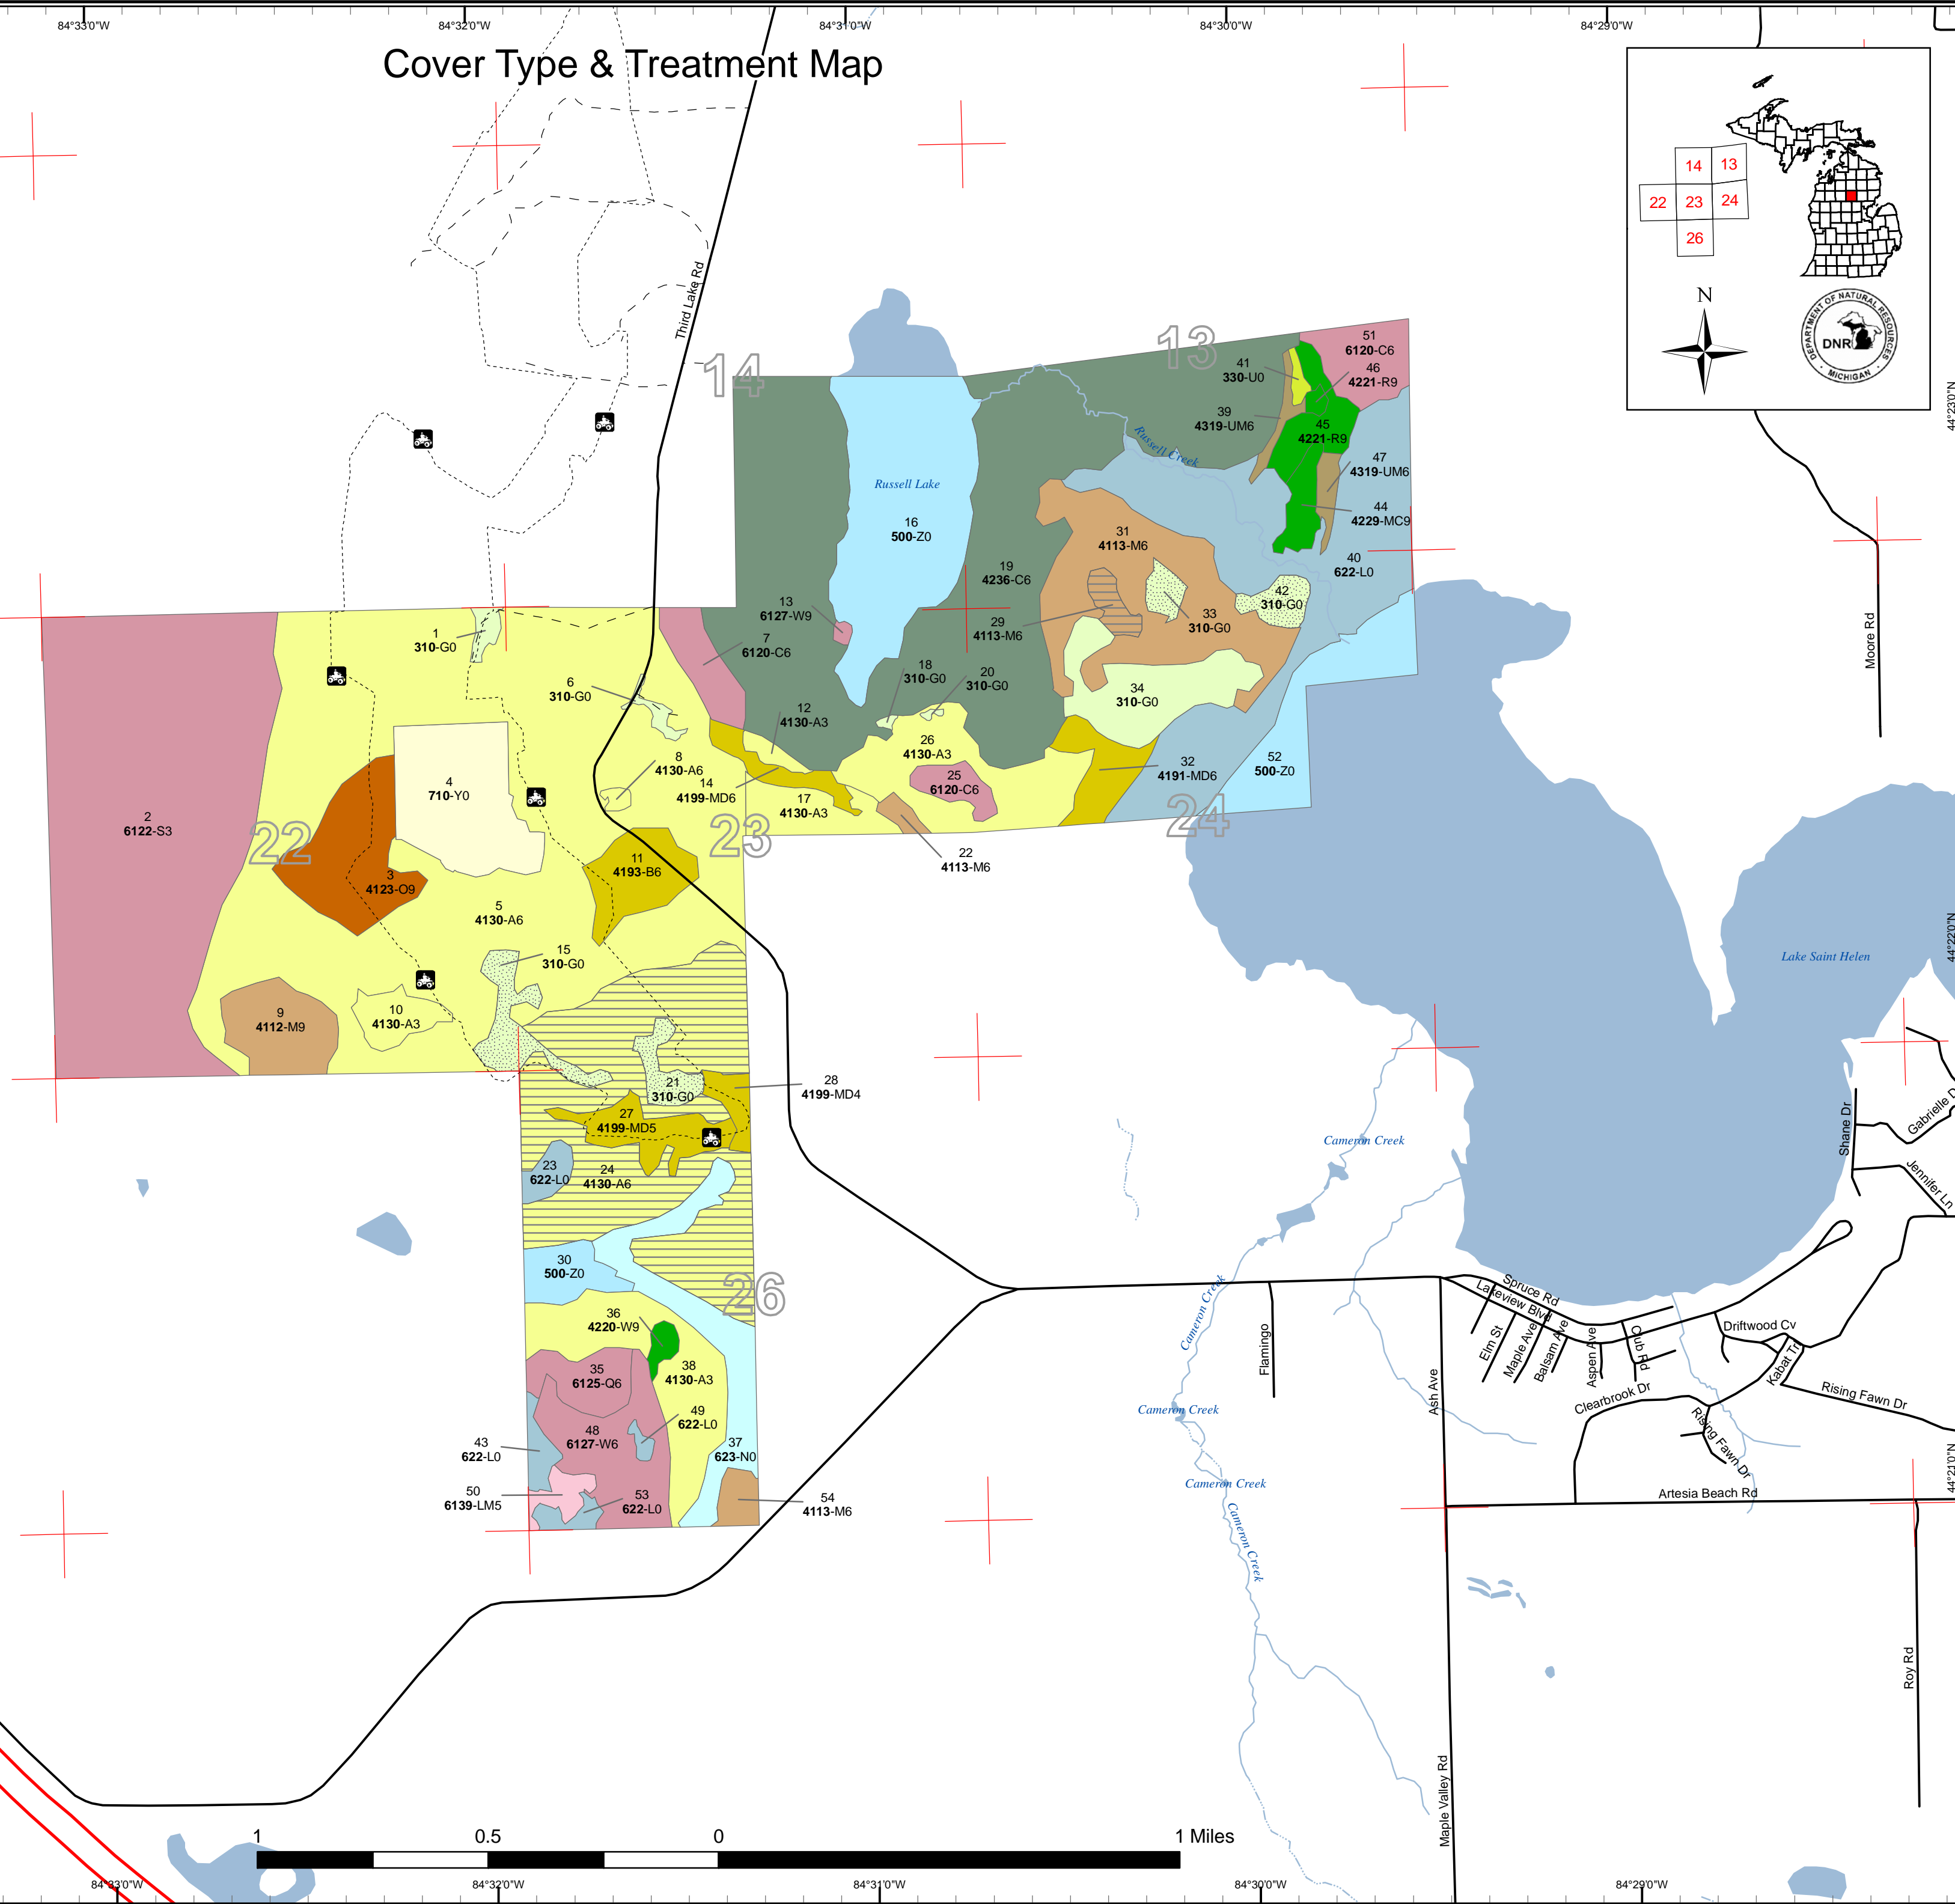 84°33'0"W
84°32'0"W
84°31'0"W
84°30'0"W
84°29'0"W
Cover Type & Treatment Map
14
13
22
23
24
26
N
DEPARTMENT OF NATURAL RESOURCES
DNR
• MICHIGAN •
44°23'0"N
44°22'0"N
44°21'0"N
Third Lake Rd
Moore Rd
14
13
22
23
24
26
51
6120-C6
46
4221-R9
41
330-U0
39
4319-UM6
45
4221-R9
47
4319-UM6
44
4229-MC9
40
622-L0
Russell Creek
Russell Lake
16
500-Z0
31
4113-M6
19
4236-C6
42
310-G0
33
310-G0
29
4113-M6
13
6127-W9
7
6120-C6
1
310-G0
6
310-G0
18
310-G0
20
310-G0
34
310-G0
12
4130-A3
26
4130-A3
8
4130-A6
14
4199-MD6
17
4130-A3
25
6120-C6
32
4191-MD6
52
500-Z0
22
4113-M6
4
710-Y0
2
6122-S3
3
4123-O9
11
4193-B6
5
4130-A6
15
310-G0
9
4112-M9
10
4130-A3
21
310-G0
28
4199-MD4
27
4199-MD5
23
622-L0
24
4130-A6
30
500-Z0
36
4220-W9
35
6125-Q6
38
4130-A3
49
622-L0
48
6127-W6
37
623-N0
43
622-L0
50
6139-LM5
53
622-L0
54
4113-M6
Lake Saint Helen
Cameron Creek
Cameron Creek
Cameron Creek
Cameron Creek
Cameron Creek
Shane Dr
Gabrielle D
Jennifer Ln
Spruce Rd
Lakeview Blvd
Elm St
Maple Ave
Balsam Ave
Aspen Ave
Club Rd
Driftwood Cv
Kabat Tr
Rising Fawn Dr
Clearbrook Dr
Rising Fawn Dr
Flamingo
Ash Ave
Artesia Beach Rd
Roy Rd
Maple Valley Rd
1
0.5
0
1 Miles
84°33'0"W
84°32'0"W
84°31'0"W
84°30'0"W
84°29'0"W